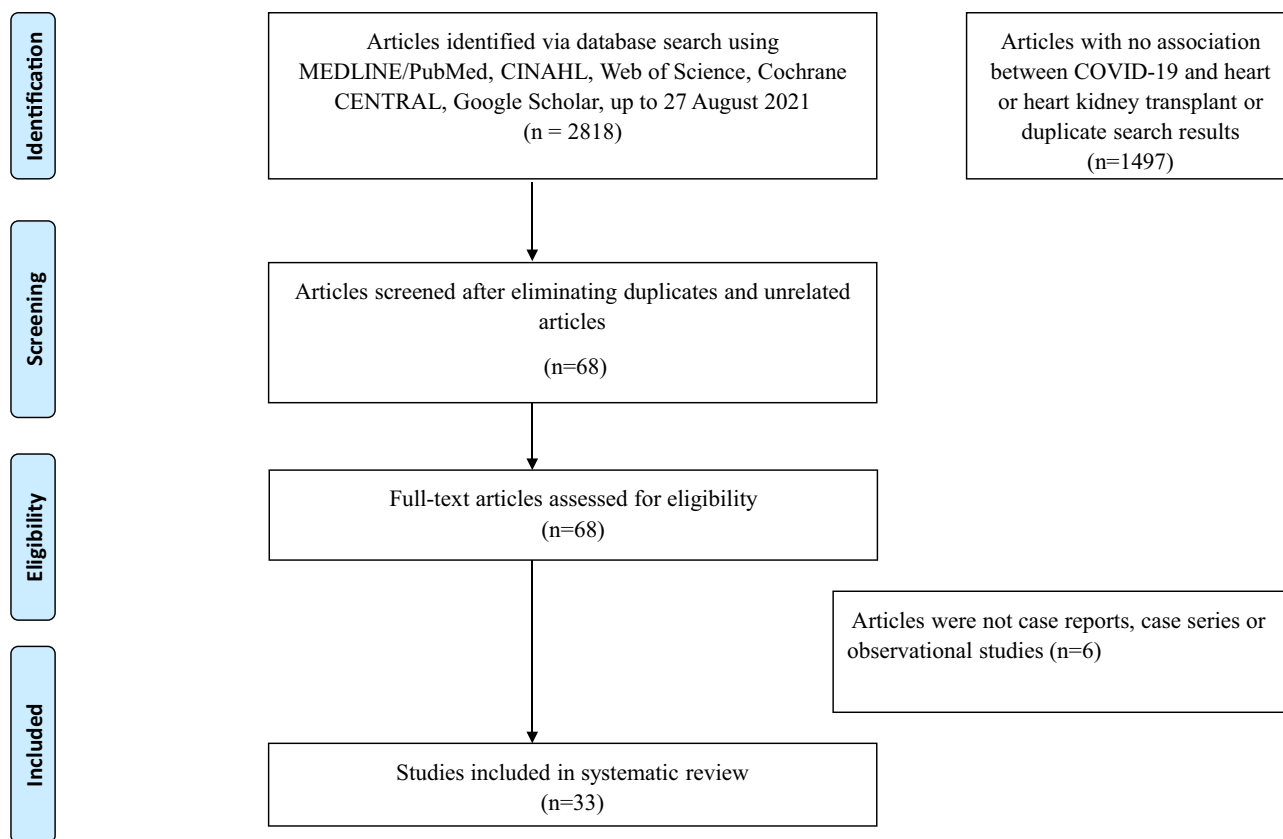 Identification
Articles identified via database search using
MEDLINE/PubMed, CINAHL, Web of Science, Cochrane
CENTRAL, Google Scholar, up to 27 August 2021
(n = 2818)
Articles with no association
between COVID-19 and heart
or heart kidney transplant or
duplicate search results
(n=1497)
Screening
Articles screened after eliminating duplicates and unrelated
articles
(n=68)
Eligibility
Full-text articles assessed for eligibility
(n=68)
Articles were not case reports, case series or
observational studies (n=6)
Included
Studies included in systematic review
(n=33)